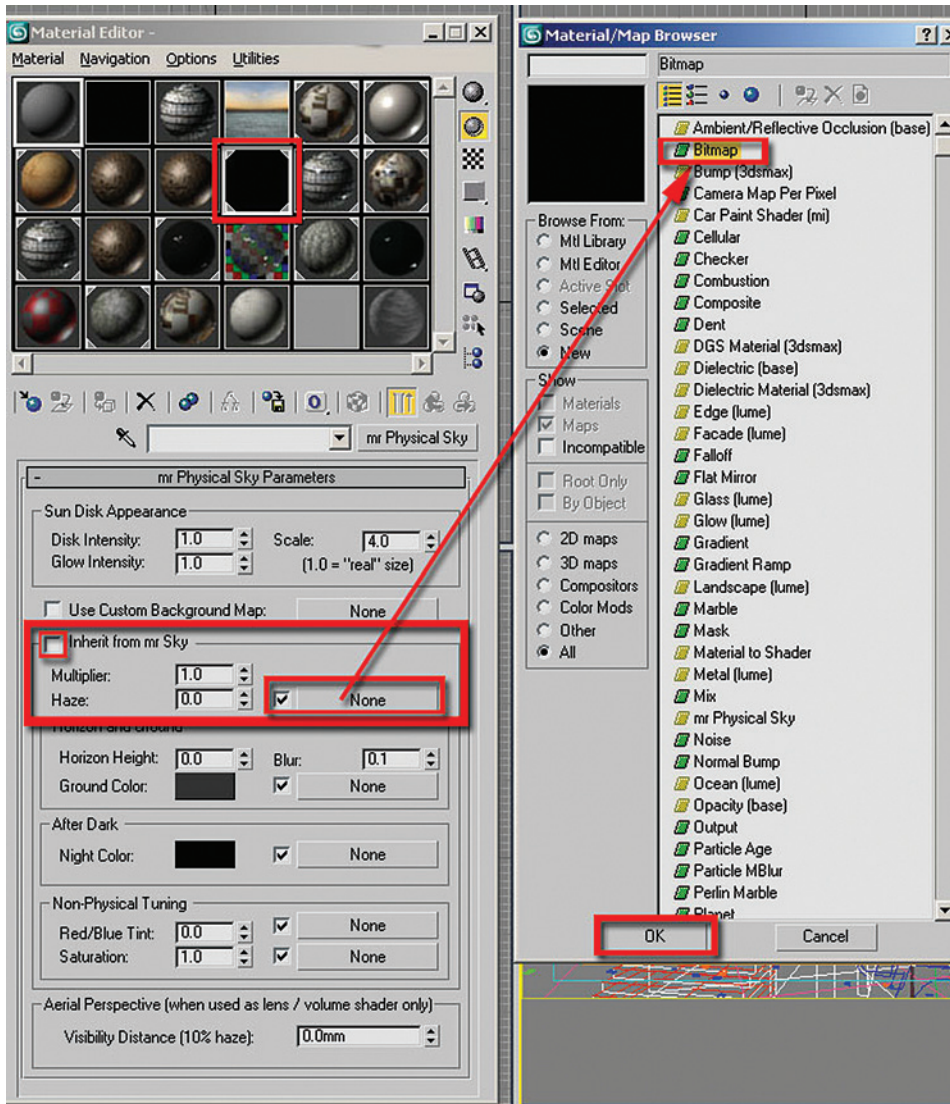 Material Editor -
Material Navigation Options Utilities
mr Physical Sky
- mr Physical Sky Parameters
Sun Disk Appearance
Disk Intensity: 1.0 Scale: 4.0
Glow Intensity: 1.0 (1.0 = "real" size)
Use Custom Background Map: None
Inherit from mr Sky
Multiplier: 1.0
Haze: 0.0 None
Horizon and Ground
Horizon Height: 0.0 Blur: 0.1
Ground Color: None
After Dark
Night Color: None
Non-Physical Tuning
Red/Blue Tint: 0.0 None
Saturation: 1.0 None
Aerial Perspective (when used as lens / volume shader only)
Visibility Distance (10% haze): 0.0mm
Material/Map Browser
Bitmap
Browse From:
Mtl Library
Mtl Editor
Active Slot
Selected
Scene
New
Show
Materials
Maps
Incompatible
Root Only
By Object
2D maps
3D maps
Compositors
Color Mods
Other
All
Ambient/Reflective Occlusion (base)
Bitmap
Bump (3dsmax)
Camera Map Per Pixel
Car Paint Shader (mi)
Cellular
Checker
Combustion
Composite
Dent
DGS Material (3dsmax)
Dielectric (base)
Dielectric Material (3dsmax)
Edge (lume)
Facade (lume)
Falloff
Flat Mirror
Glass (lume)
Glow (lume)
Gradient
Gradient Ramp
Landscape (lume)
Marble
Mask
Material to Shader
Metal (lume)
Mix
mr Physical Sky
Noise
Normal Bump
Ocean (lume)
Opacity (base)
Output
Particle Age
Particle MBlur
Perlin Marble
Planet
OK Cancel